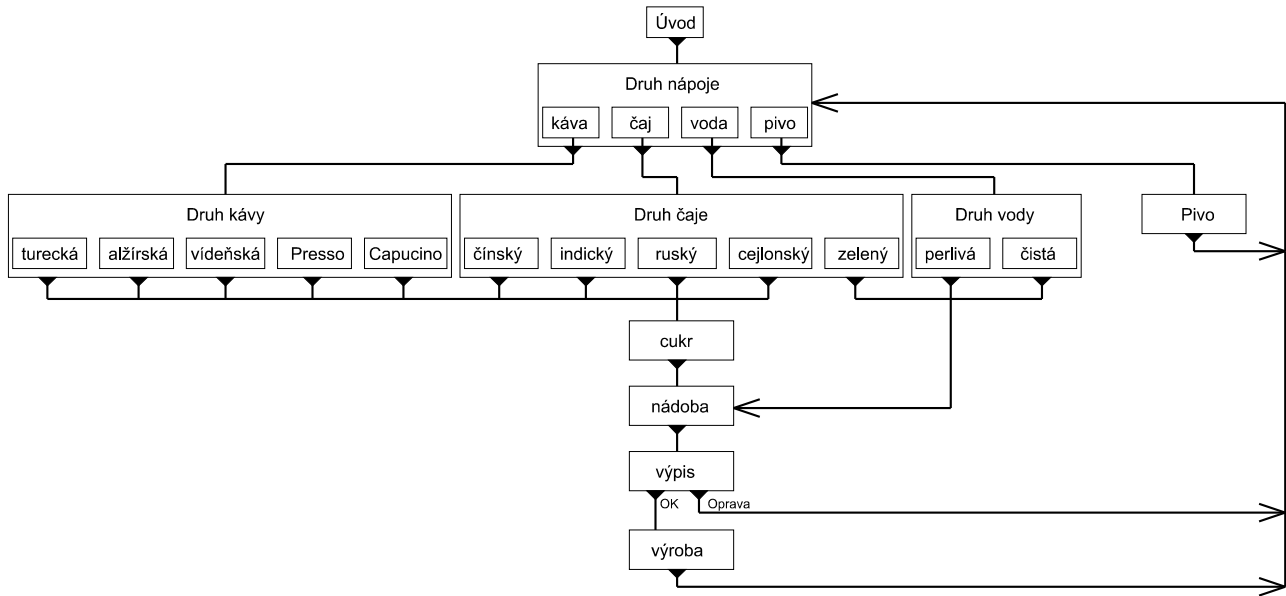 Úvod
Druh nápoje
káva čaj voda pivo
Druh kávy Druh čaje Druh vody Pivo
turecká alžírská vídeňská Presso Capucino čínský indický ruský cejlonský zelený perlivá čistá
cukr
nádoba
výpis
OK Oprava
výroba